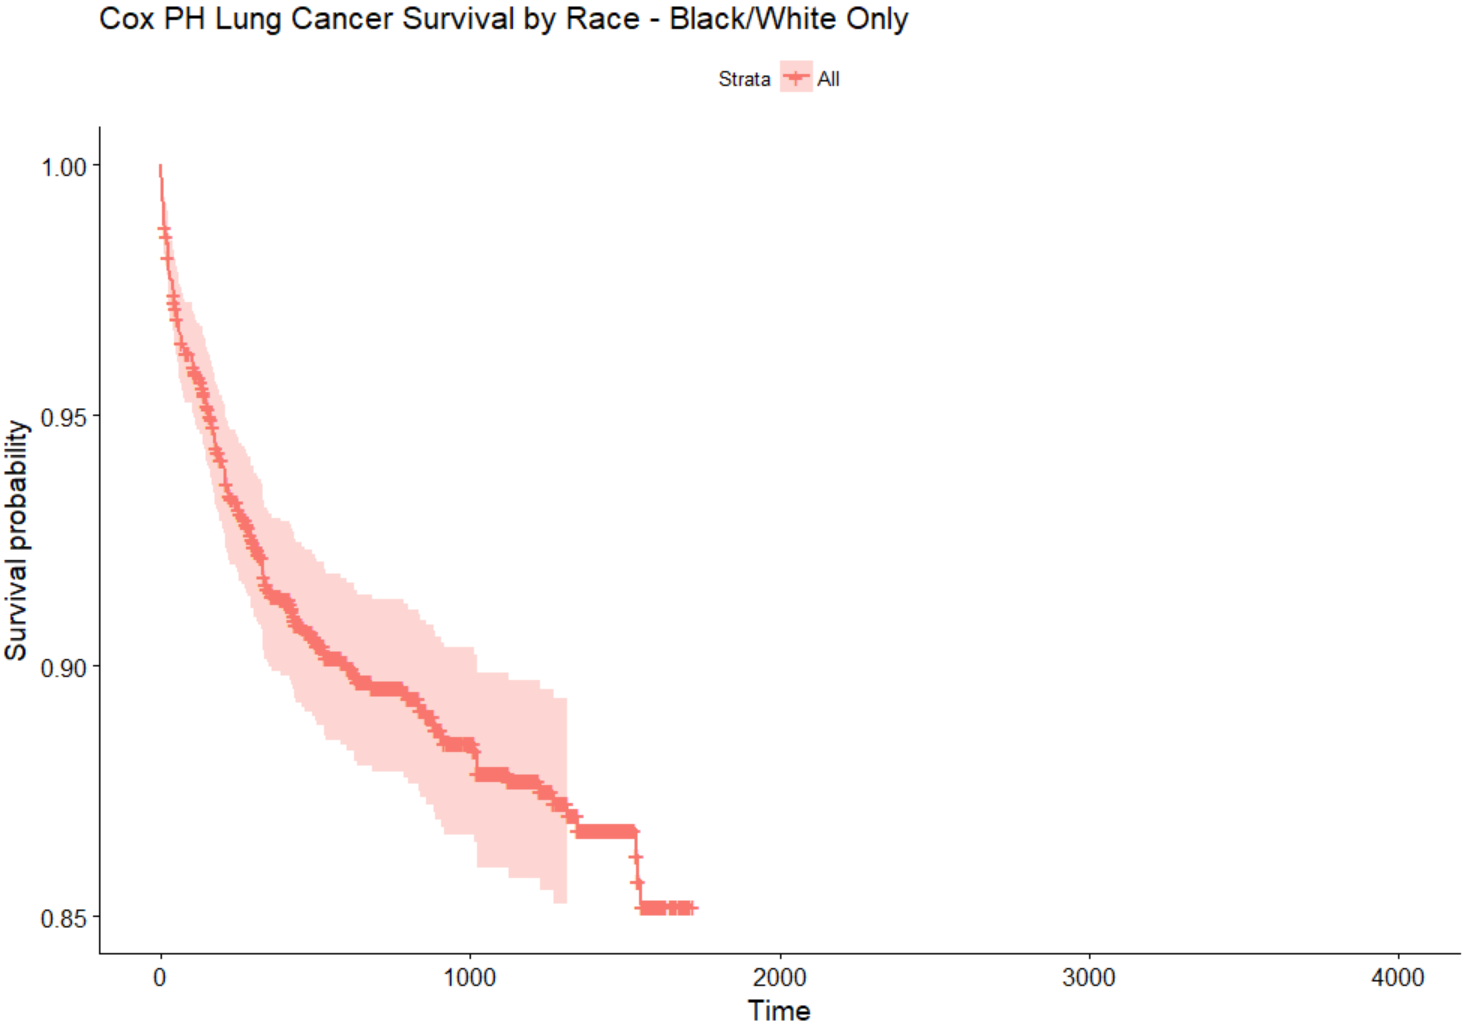 Cox PH Lung Cancer Survival by Race - Black/White Only
Strata All
1.00
0.95
0.90
0.85
Survival probability
0 1000 2000 3000 4000
Time